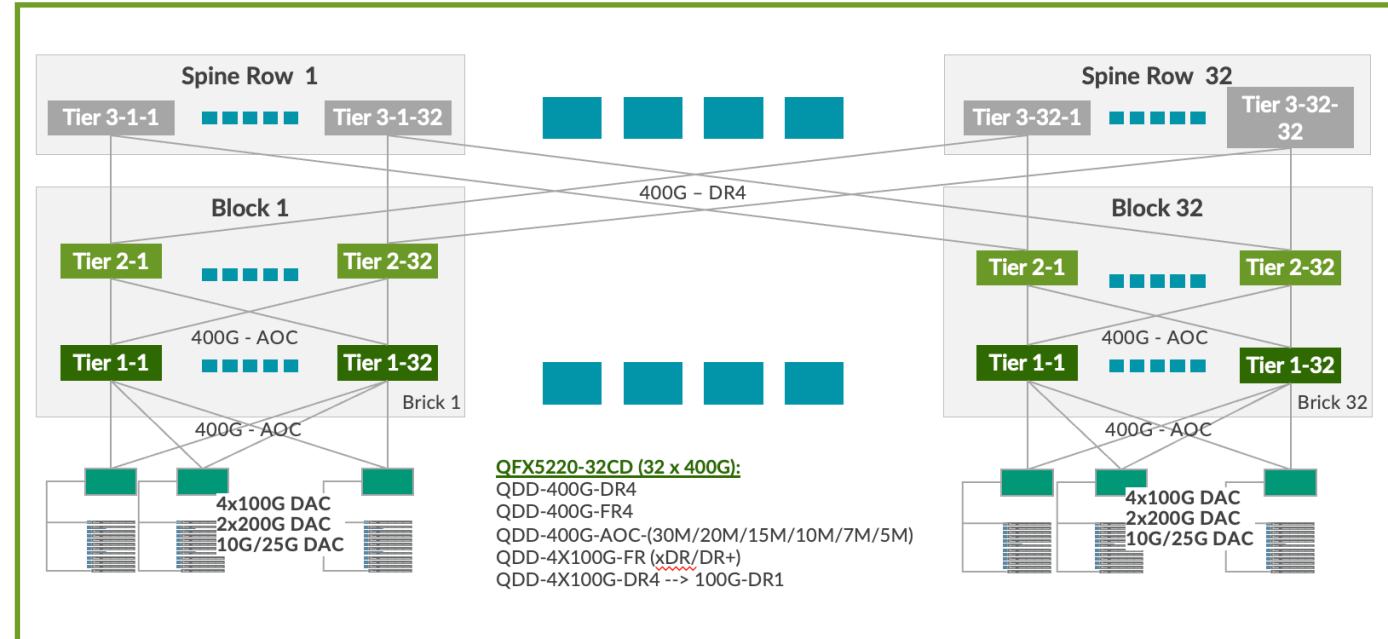 Spine Row 1
Tier 3-1-1
Tier 3-1-32
Spine Row 32
Tier 3-32-1
Tier 3-32-
32
400G – DR4
Block 1
Tier 2-1
Tier 2-32
400G - AOC
Tier 1-1
Tier 1-32
Brick 1
400G - AOC
4x100G DAC
2x200G DAC
10G/25G DAC
Block 32
Tier 2-1
Tier 2-32
400G - AOC
Tier 1-1
Tier 1-32
Brick 32
400G - AOC
4x100G DAC
2x200G DAC
10G/25G DAC
QFX5220-32CD (32 x 400G):
QDD-400G-DR4
QDD-400G-FR4
QDD-400G-AOC-(30M/20M/15M/10M/7M/5M)
QDD-4X100G-FR (xDR/DR+)
QDD-4X100G-DR4 --> 100G-DR1